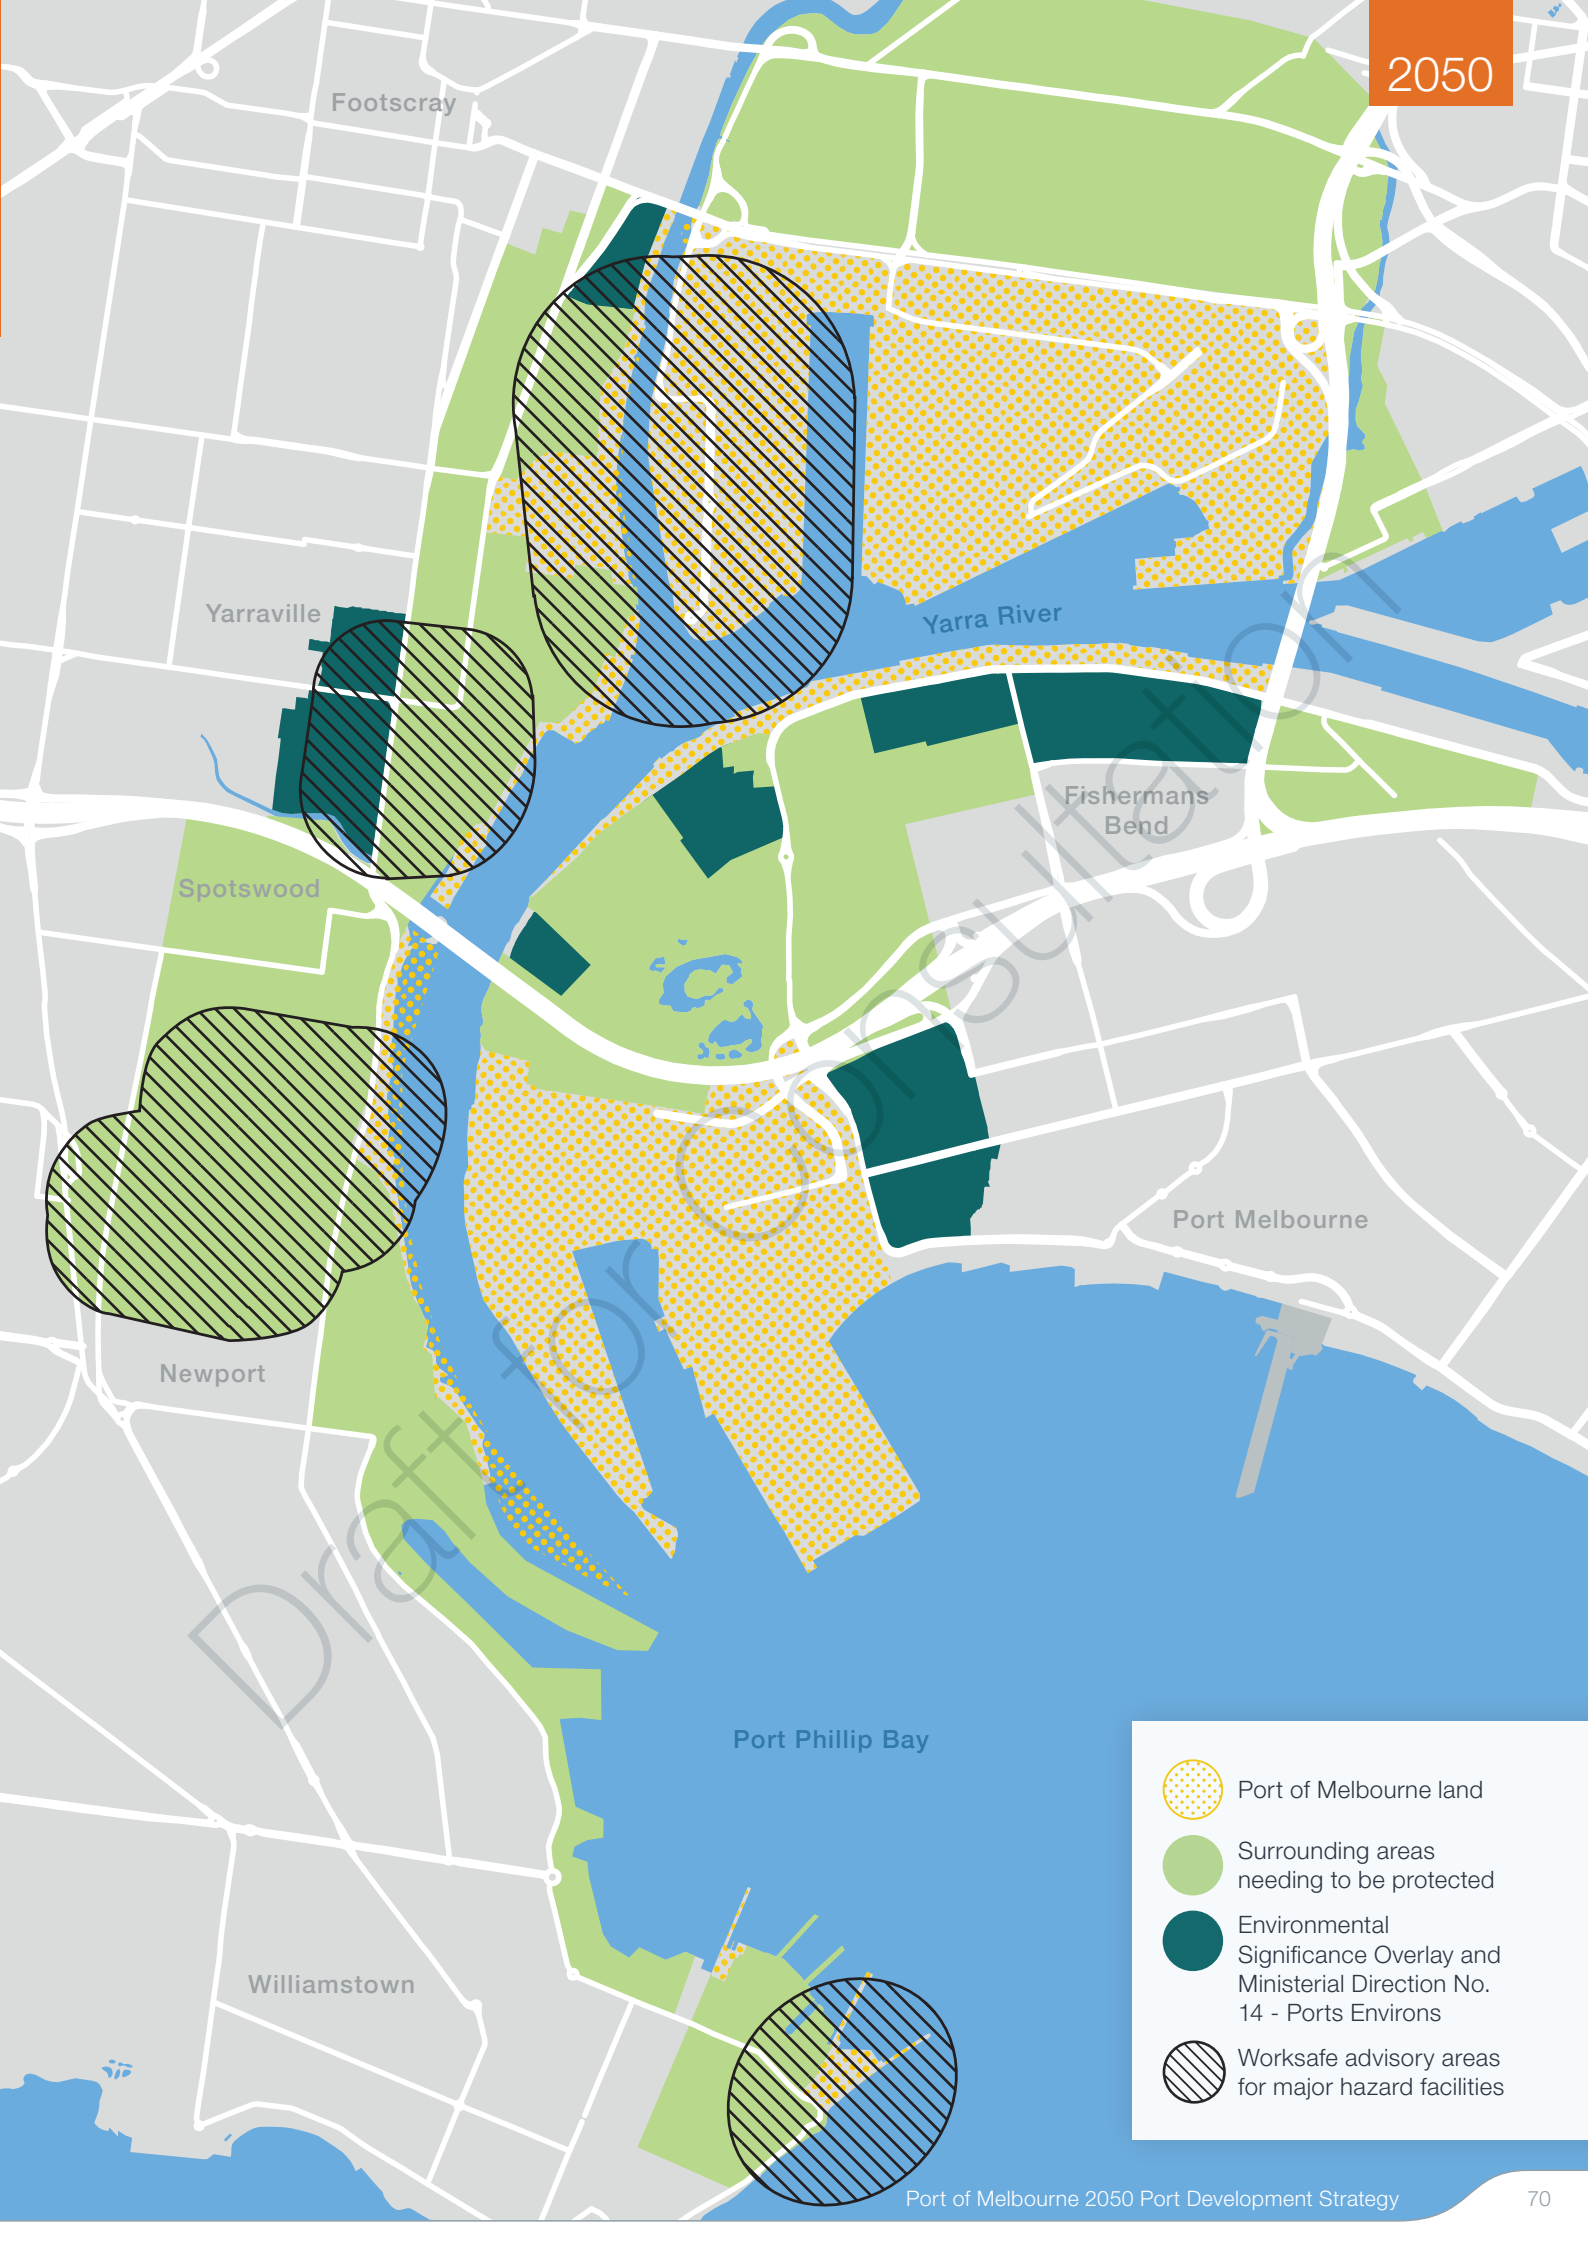 2050
Footscray
Yarraville
Yarra River
Fishermans
Bend
Spotswood
Port Melbourne
Newport
Draft for Consultation
Port Phillip Bay
Williamstown
Port of Melbourne land
Surrounding areas
needing to be protected
Environmental
Significance Overlay and
Ministerial Direction No.
14 - Ports Environs
Worksafe advisory areas
for major hazard facilities
Port of Melbourne 2050 Port Development Strategy
70